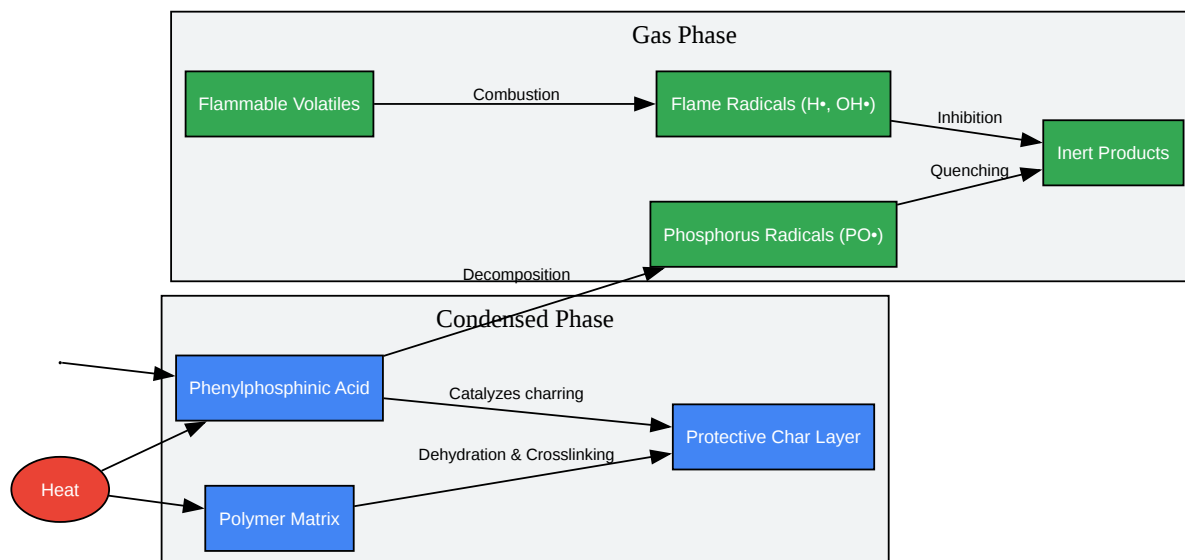 Gas Phase
Flammable Volatiles
Combustion
Flame Radicals (H•, OH•)
Inhibition
Inert Products
Quenching
Phosphorus Radicals (PO•)
Decomposition
Condensed Phase
Phenylphosphinic Acid
Catalyzes charring
Protective Char Layer
Dehydration & Crosslinking
Heat
Polymer Matrix